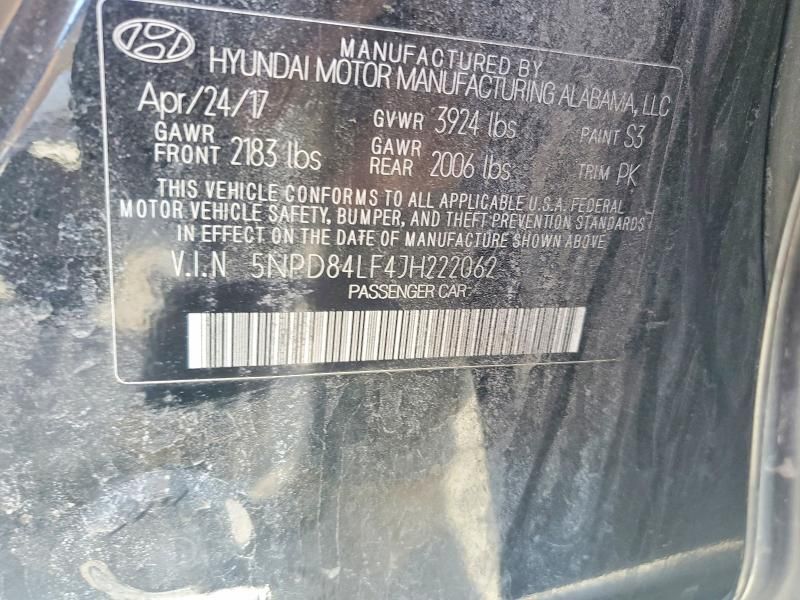 MANUFACTURED BY
HYUNDAI MOTOR MANUFACTURING ALABAMA, LLC
Apr/24/17 GVWR 3924 lbs PAINT S3
GAWR FRONT 2183 lbs GAWR REAR 2006 lbs TRIM PK
THIS VEHICLE CONFORMS TO ALL APPLICABLE U.S.A. FEDERAL
MOTOR VEHICLE SAFETY, BUMPER, AND THEFT PREVENTION STANDARDS
IN EFFECT ON THE DATE OF MANUFACTURE SHOWN ABOVE.
V.I.N 5NPD84LF4JH222062
PASSENGER CAR